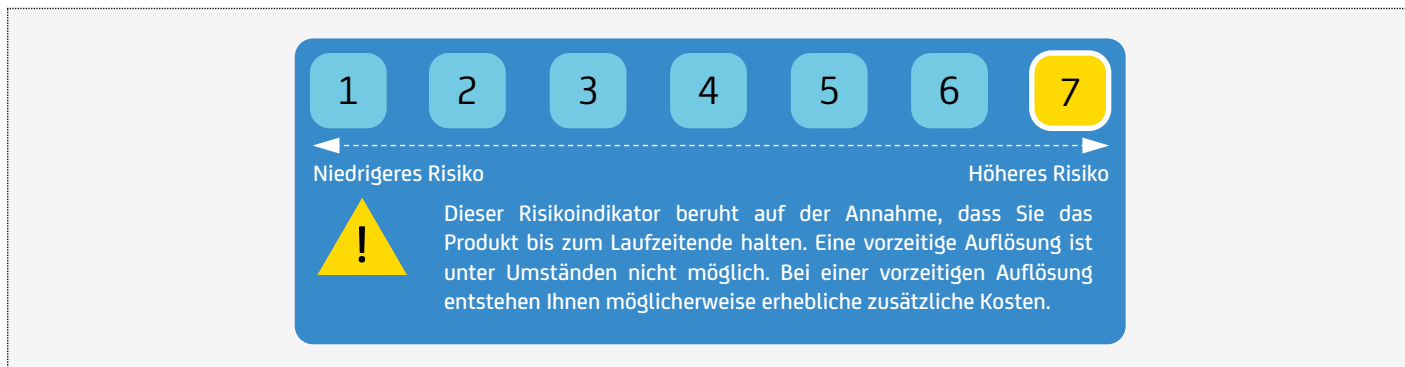 1 2 3 4 5 6 7
Niedrigeres Risiko Höheres Risiko
!
Dieser Risikoindikator beruht auf der Annahme, dass Sie das
Produkt bis zum Laufzeitende halten. Eine vorzeitige Auflösung ist
unter Umständen nicht möglich. Bei einer vorzeitigen Auflösung
entstehen Ihnen möglicherweise erhebliche zusätzliche Kosten.